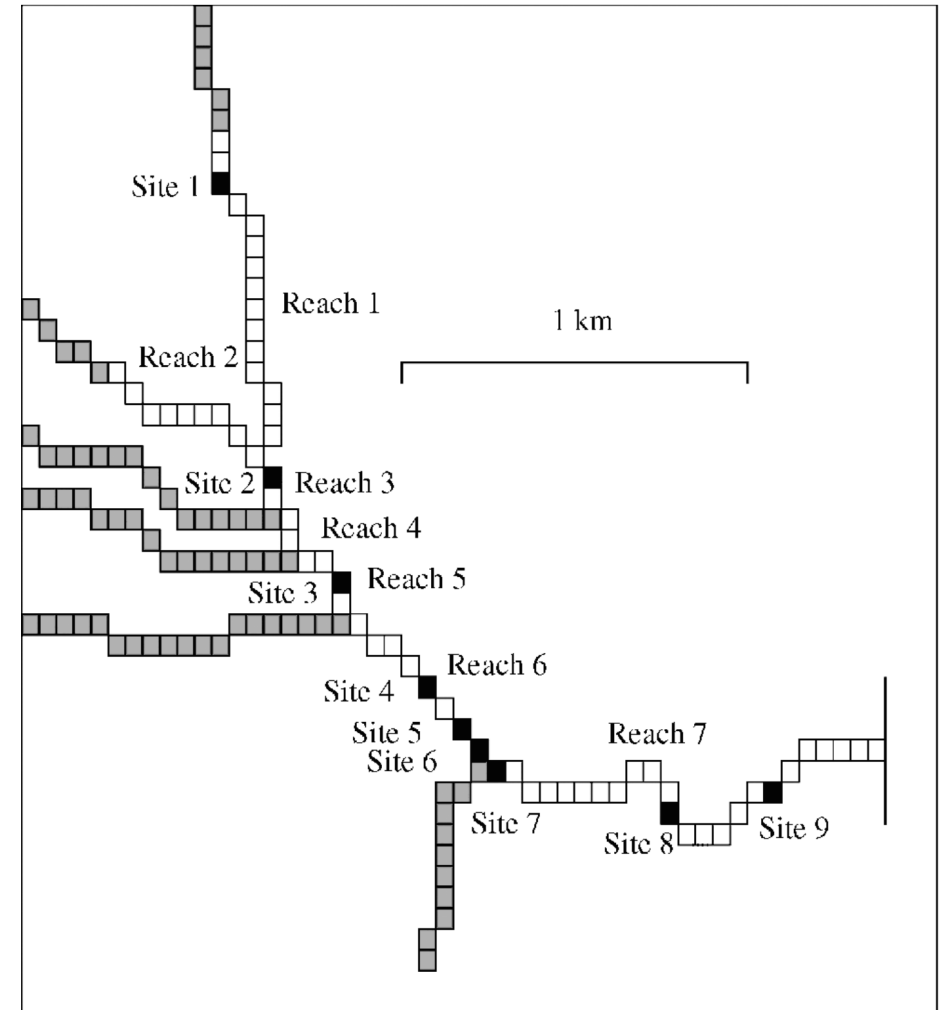 Site 1
Reach 1
1 km
Reach 2
Site 2
Reach 3
Reach 4
Reach 5
Site 3
Reach 6
Site 4
Site 5
Reach 7
Site 6
Site 7
Site 9
Site 8